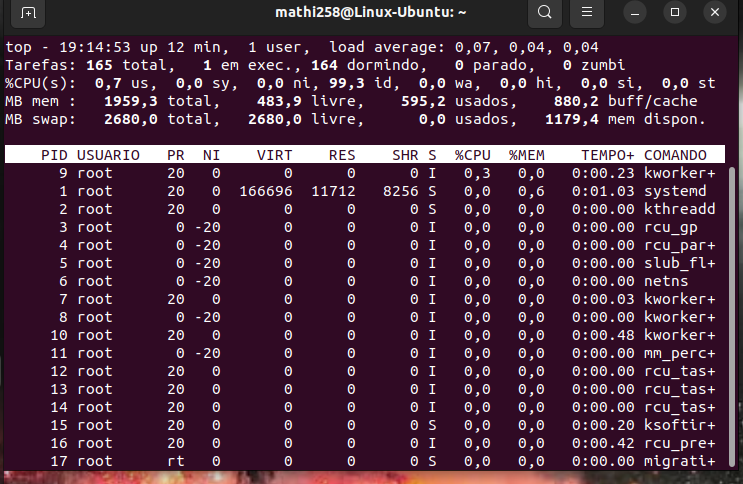 mathi258@Linux-Ubuntu: ~
top - 19:14:53 up 12 min,  1 user,  load average: 0,07, 0,04, 0,04
Tarefas: 165 total,   1 em exec., 164 dormindo,   0 parado,   0 zumbi
%CPU(s):  0,7 us,  0,0 sy,  0,0 ni, 99,3 id,  0,0 wa,  0,0 hi,  0,0 si,  0,0 st
MB mem :   1959,3 total,    483,9 livre,    595,2 usados,    880,2 buff/cache
MB swap:   2680,0 total,   2680,0 livre,      0,0 usados,   1179,4 mem dispon.
PID USUARIO   PR  NI    VIRT    RES    SHR S  %CPU  %MEM    TEMPO+ COMANDO
9 root      20   0       0      0      0 I   0,3   0,0   0:00.23 kworker+
1 root      20   0  166696  11712   8256 S   0,0   0,6   0:01.03 systemd
2 root      20   0       0      0      0 S   0,0   0,0   0:00.00 kthreadd
3 root       0 -20       0      0      0 I   0,0   0,0   0:00.00 rcu_gp
4 root       0 -20       0      0      0 I   0,0   0,0   0:00.00 rcu_par+
5 root       0 -20       0      0      0 I   0,0   0,0   0:00.00 slub_fl+
6 root       0 -20       0      0      0 I   0,0   0,0   0:00.00 netns
7 root      20   0       0      0      0 I   0,0   0,0   0:00.03 kworker+
8 root       0 -20       0      0      0 I   0,0   0,0   0:00.00 kworker+
10 root      20   0       0      0      0 I   0,0   0,0   0:00.48 kworker+
11 root       0 -20       0      0      0 I   0,0   0,0   0:00.00 mm_perc+
12 root      20   0       0      0      0 I   0,0   0,0   0:00.00 rcu_tas+
13 root      20   0       0      0      0 I   0,0   0,0   0:00.00 rcu_tas+
14 root      20   0       0      0      0 I   0,0   0,0   0:00.00 rcu_tas+
15 root      20   0       0      0      0 S   0,0   0,0   0:00.20 ksoftir+
16 root      20   0       0      0      0 I   0,0   0,0   0:00.42 rcu_pre+
17 root      rt   0       0      0      0 S   0,0   0,0   0:00.00 migrati+